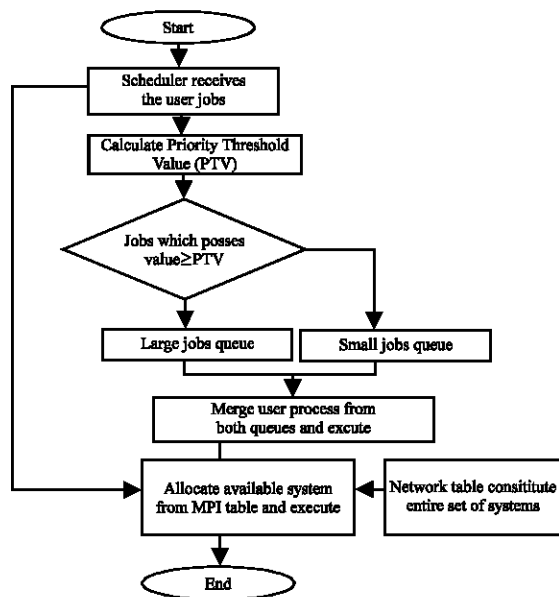 Start
Scheduler receives
the user jobs
Calculate Priority Threshold
Value (PTV)
Jobs which posses
value≥PTV
Large jobs queue
Small jobs queue
Merge user process from
both queues and excute
Allocate available system
from MPI table and execute
Network table consititute
entire set of systems
End